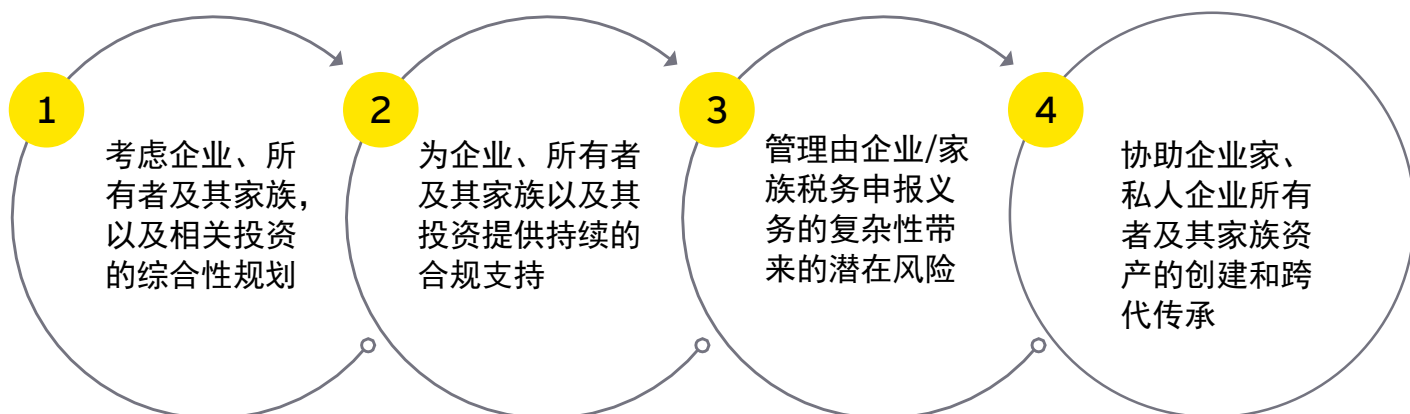 1
考虑企业、所
有者及其家族，
以及相关投资
的综合性规划
2
为企业、所有者
及其家族以及其
投资提供持续的
合规支持
3
管理由企业/家
族税务申报义
务的复杂性带
来的潜在风险
4
协助企业家、
私人企业所有
者及其家族资
产的创建和跨
代传承